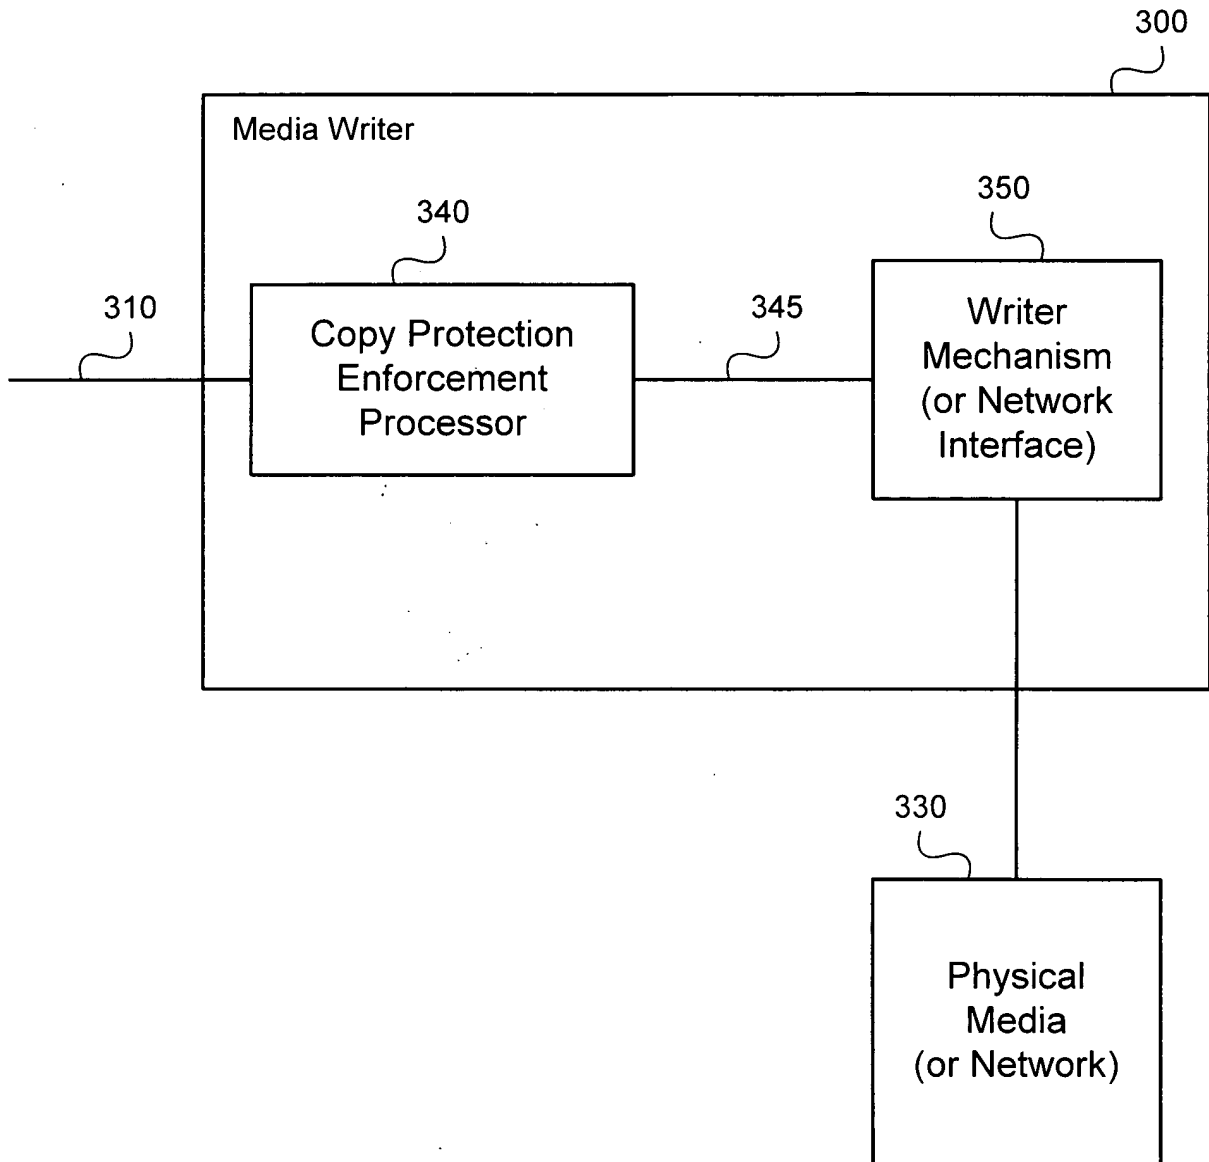 300
Media Writer
340
350
310
Copy Protection
Enforcement
Processor
345
Writer
Mechanism
(or Network
Interface)
330
Physical
Media
(or Network)